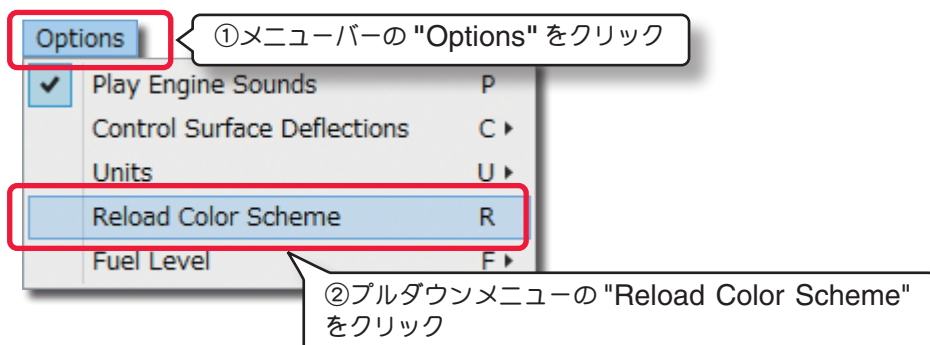 Options
①メニューバーの "Options" をクリック
Play Engine Sounds P
Control Surface Deflections C
Units U
Reload Color Scheme R
Fuel Level F
②プルダウンメニューの "Reload Color Scheme"
をクリック